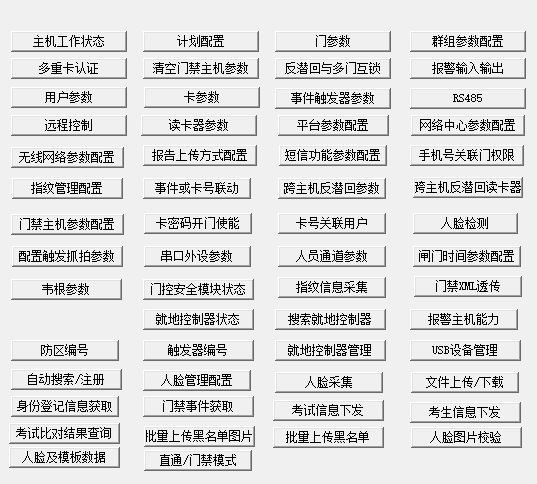 主机工作状态 计划配置 门参数 群组参数配置
多重卡认证 清空门禁主机参数 反潜回与多门互锁 报警输入输出
用户参数 卡参数 事件触发器参数 RS485
远程控制 读卡器参数 平台参数配置 网络中心参数配置
无线网络参数配置 报告上传方式配置 短信功能参数配置 手机号关联门权限
指纹管理配置 事件或卡号联动 跨主机反潜回参数 跨主机反潜回读卡器
门禁主机参数配置 卡密码开门使能 卡号关联用户 人脸检测
配置触发抓拍参数 串口外设参数 人员通道参数 闸门时间参数配置
韦根参数 门控安全模块状态 指纹信息采集 门禁XML透传
就地控制器状态 搜索就地控制器 报警主机能力
防区编号 触发器编号 就地控制器管理 USB设备管理
自动搜索/注册 人脸管理配置 人脸采集 文件上传/下载
身份登记信息获取 门禁事件获取 考试信息下发 考生信息下发
考试比对结果查询 批量上传黑名单图片 批量上传黑名单 人脸图片校验
人脸及模板数据 直通/门禁模式